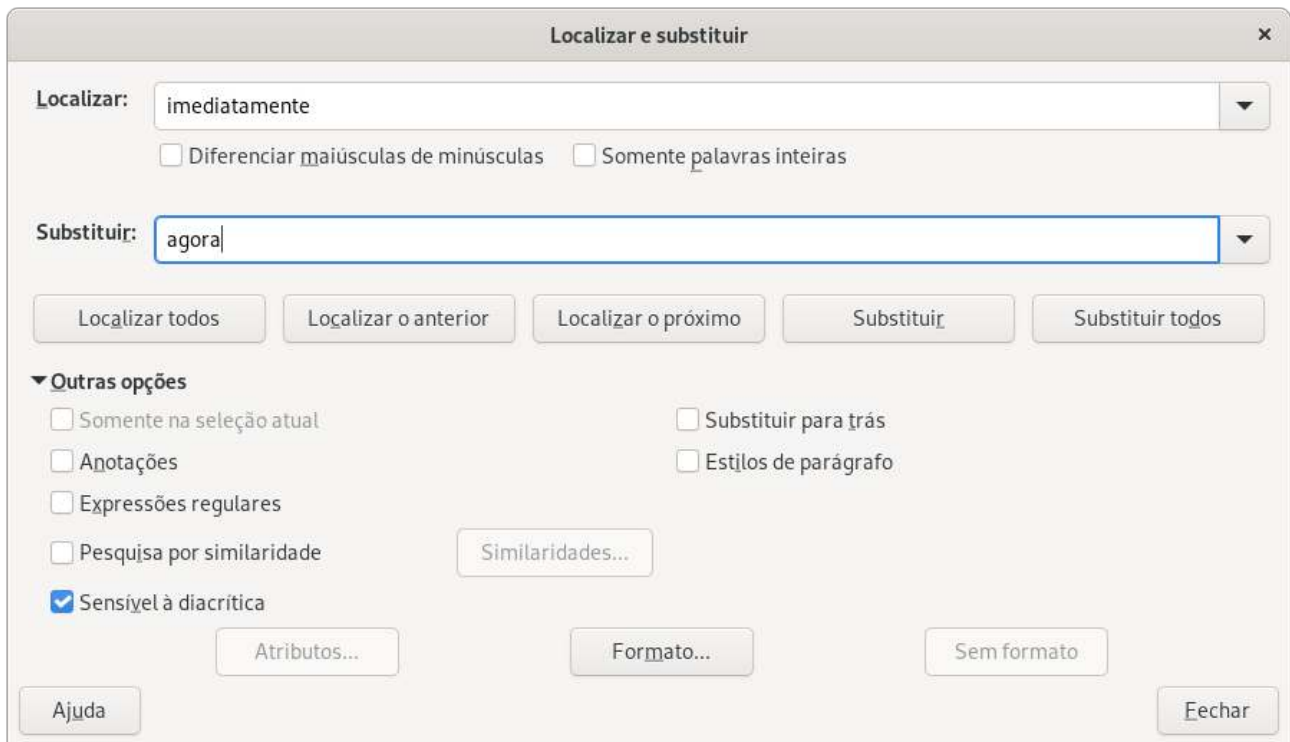 Localizar e substituir
Localizar: imediatamente
Diferenciar maiúsculas de minúsculas Somente palavras inteiras
Substituir: agora
Localizar todos Localizar o anterior Localizar o próximo Substituir Substituir todos
Outras opções
Somente na seleção atual Substituir para trás
Anotações Estilos de parágrafo
Expressões regulares
Pesquisa por similaridade Similaridades...
Sensível à diacrítica
Atributos... Formato... Sem formato
Ajuda Fechar